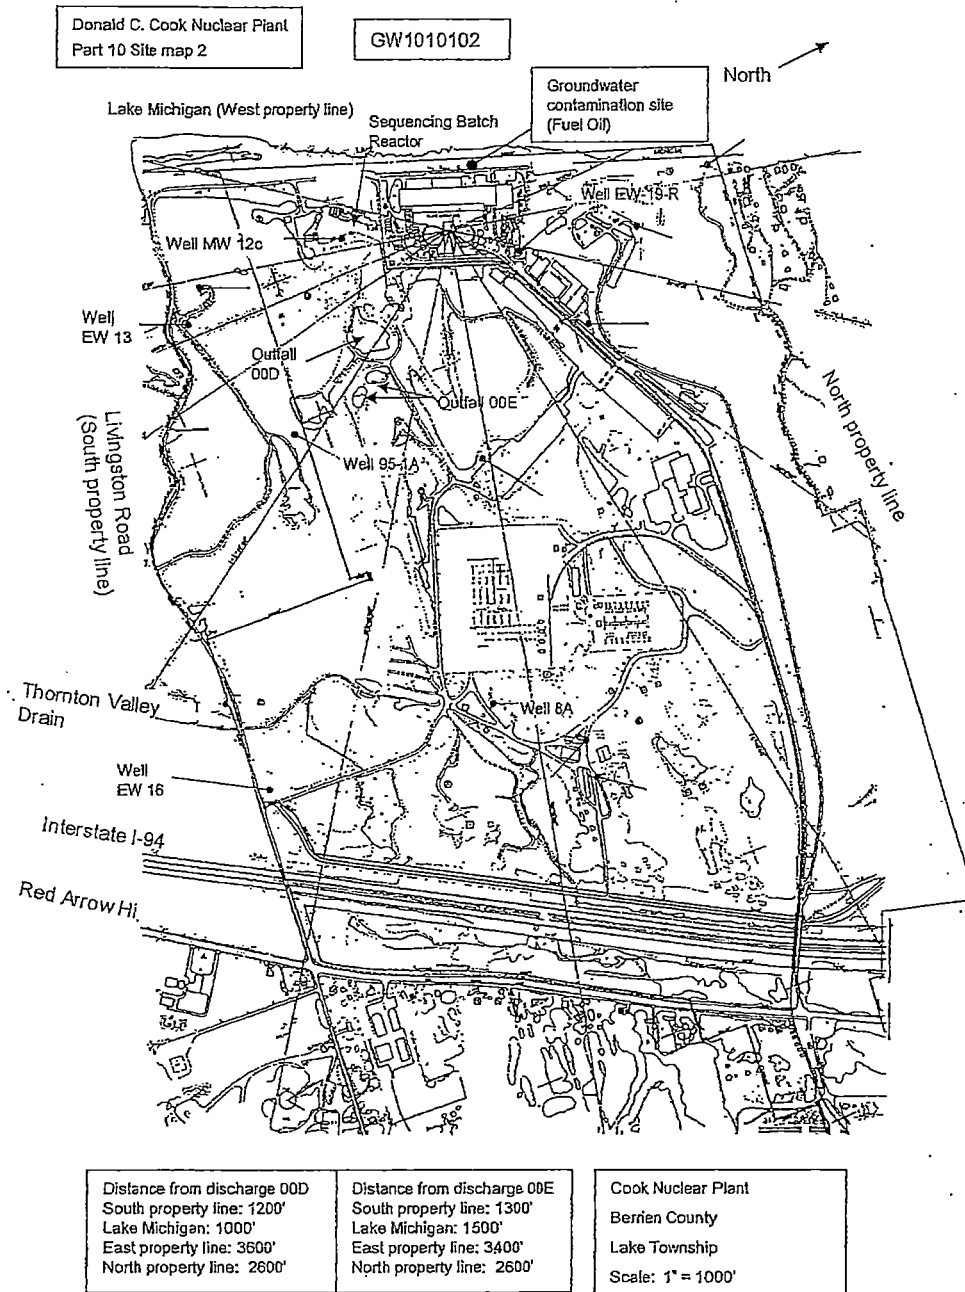 Donald C. Cook Nuclear Plant
Part 10 Site map 2
GW1010102
North
Groundwater
contamination site
(Fuel Oil)
Lake Michigan (West property line)
Sequencing Batch
Reactor
Well EW-19-R
Well MW 12c
Well
EW 13
Outfall
00D
Outfall 00E
North property line
Livingston Road
(South property line)
Well 95-1A
Thornton Valley
Drain
Well 8A
Well
EW 16
Interstate I-94
Red Arrow Hi.
Distance from discharge 00D
South property line: 1200'
Lake Michigan: 1000'
East property line: 3600'
North property line: 2600'
Distance from discharge 00E
South property line: 1300'
Lake Michigan: 1500'
East property line: 3400'
North property line: 2600'
Cook Nuclear Plant
Berrien County
Lake Township
Scale: 1" = 1000'